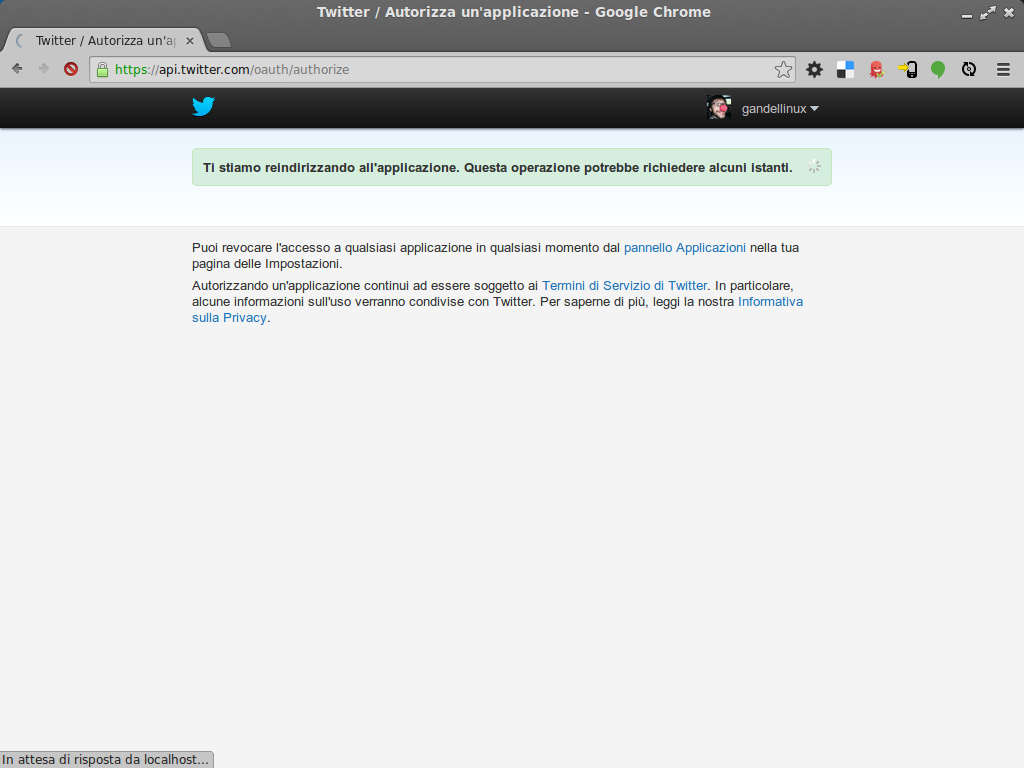 Twitter / Autorizza un'applicazione - Google Chrome
Twitter / Autorizza un'a
https://api.twitter.com/oauth/authorize
gandellinux
Ti stiamo reindirizzando all'applicazione. Questa operazione potrebbe richiedere alcuni istanti.
Puoi revocare l'accesso a qualsiasi applicazione in qualsiasi momento dal pannello Applicazioni nella tua
pagina delle Impostazioni.
Autorizzando un'applicazione continui ad essere soggetto ai Termini di Servizio di Twitter. In particolare,
alcune informazioni sull'uso verranno condivise con Twitter. Per saperne di più, leggi la nostra Informativa
sulla Privacy.
In attesa di risposta da localhost...